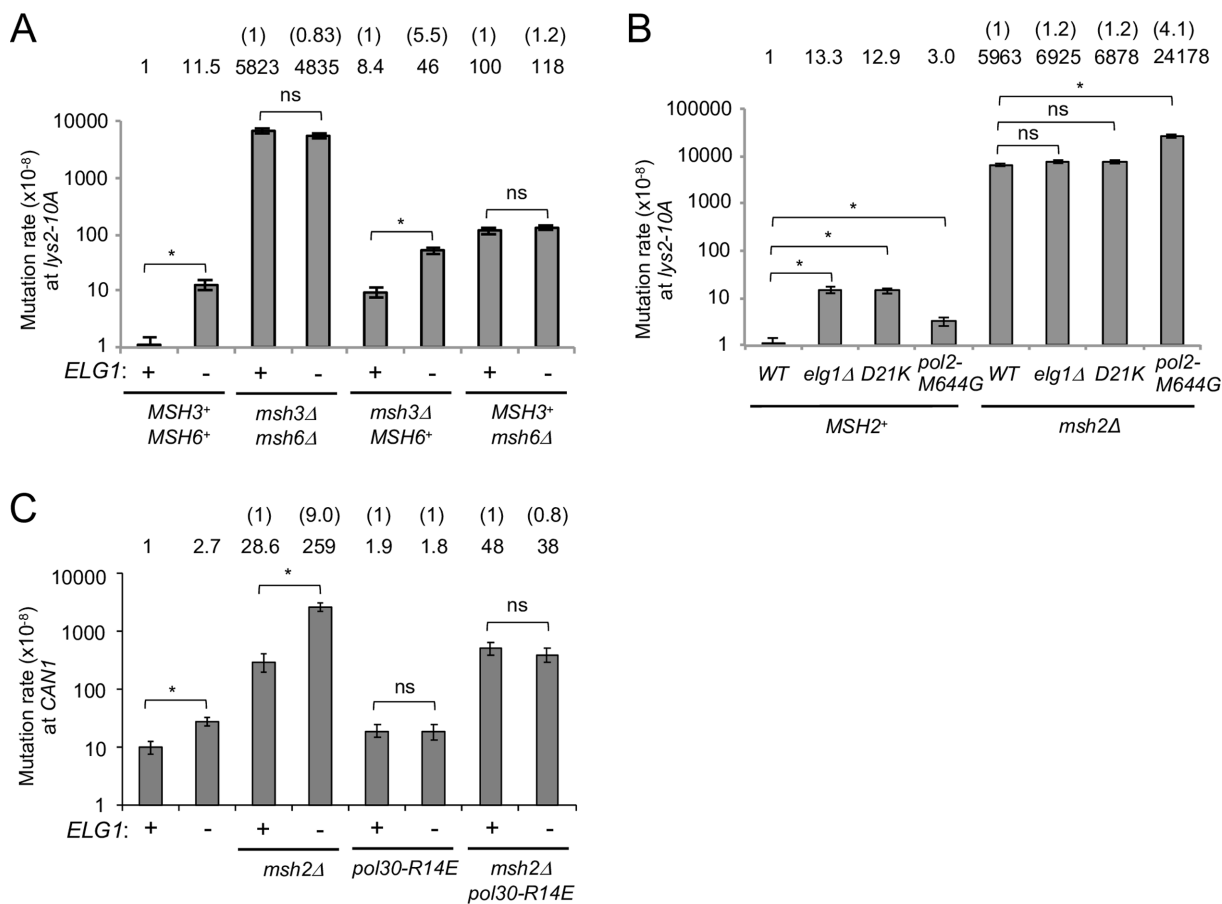 A
(1) (0.83) (1) (5.5) (1) (1.2)
1 11.5 5823 4835 8.4 46 100 118
Mutation rate (x10⁻⁸)
at lys2-10A
10000
1000
100
10
1
* ns * ns
ELG1: + - + - + - + -
MSH3⁺ msh3Δ msh3Δ MSH3⁺
MSH6⁺ msh6Δ MSH6⁺ msh6Δ
B
(1) (1.2) (1.2) (4.1)
1 13.3 12.9 3.0 5963 6925 6878 24178
Mutation rate (x10⁻⁸)
at lys2-10A
100000
10000
1000
100
10
1
*
*
*
*
ns
ns
WT elg1Δ D21K pol2- WT elg1Δ D21K pol2-
M644G M644G
MSH2⁺ msh2Δ
C
(1) (9.0) (1) (1) (1) (0.8)
1 2.7 28.6 259 1.9 1.8 48 38
Mutation rate (x10⁻⁸)
at CAN1
10000
1000
100
10
1
* * ns ns
ELG1: + - + - + - + -
msh2Δ pol30-R14E msh2Δ
pol30-R14E